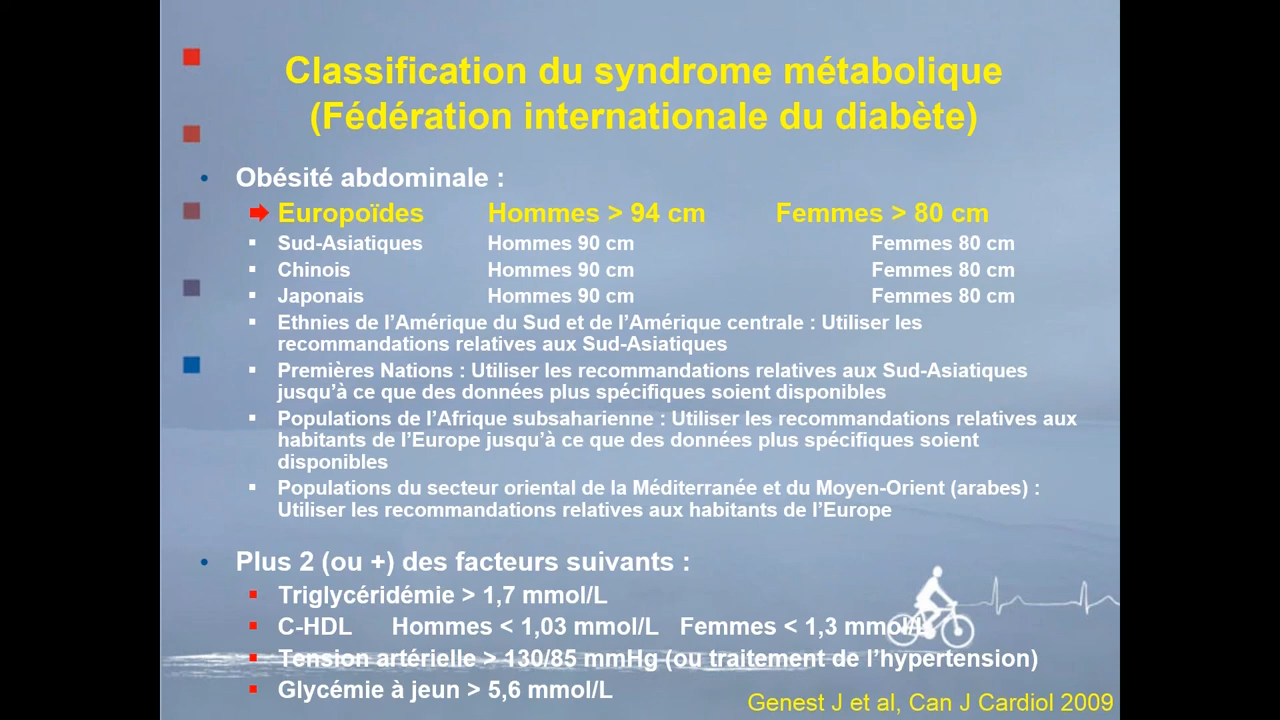 Classification du syndrome métabolique
(Fédération internationale du diabète)
• Obésité abdominale :
Europoïdes Hommes > 94 cm Femmes > 80 cm
▪ Sud-Asiatiques Hommes 90 cm Femmes 80 cm
▪ Chinois Hommes 90 cm Femmes 80 cm
▪ Japonais Hommes 90 cm Femmes 80 cm
▪ Ethnies de l’Amérique du Sud et de l’Amérique centrale : Utiliser les
recommandations relatives aux Sud-Asiatiques
▪ Premières Nations : Utiliser les recommandations relatives aux Sud-Asiatiques
jusqu’à ce que des données plus spécifiques soient disponibles
▪ Populations de l’Afrique subsaharienne : Utiliser les recommandations relatives aux
habitants de l’Europe jusqu’à ce que des données plus spécifiques soient
disponibles
▪ Populations du secteur oriental de la Méditerranée et du Moyen-Orient (arabes) :
Utiliser les recommandations relatives aux habitants de l’Europe
• Plus 2 (ou +) des facteurs suivants :
▪ Triglycéridémie > 1,7 mmol/L
▪ C-HDL Hommes < 1,03 mmol/L Femmes < 1,3 mmol/L
▪ Tension artérielle > 130/85 mmHg (ou traitement de l’hypertension)
▪ Glycémie à jeun > 5,6 mmol/L
Genest J et al, Can J Cardiol 2009